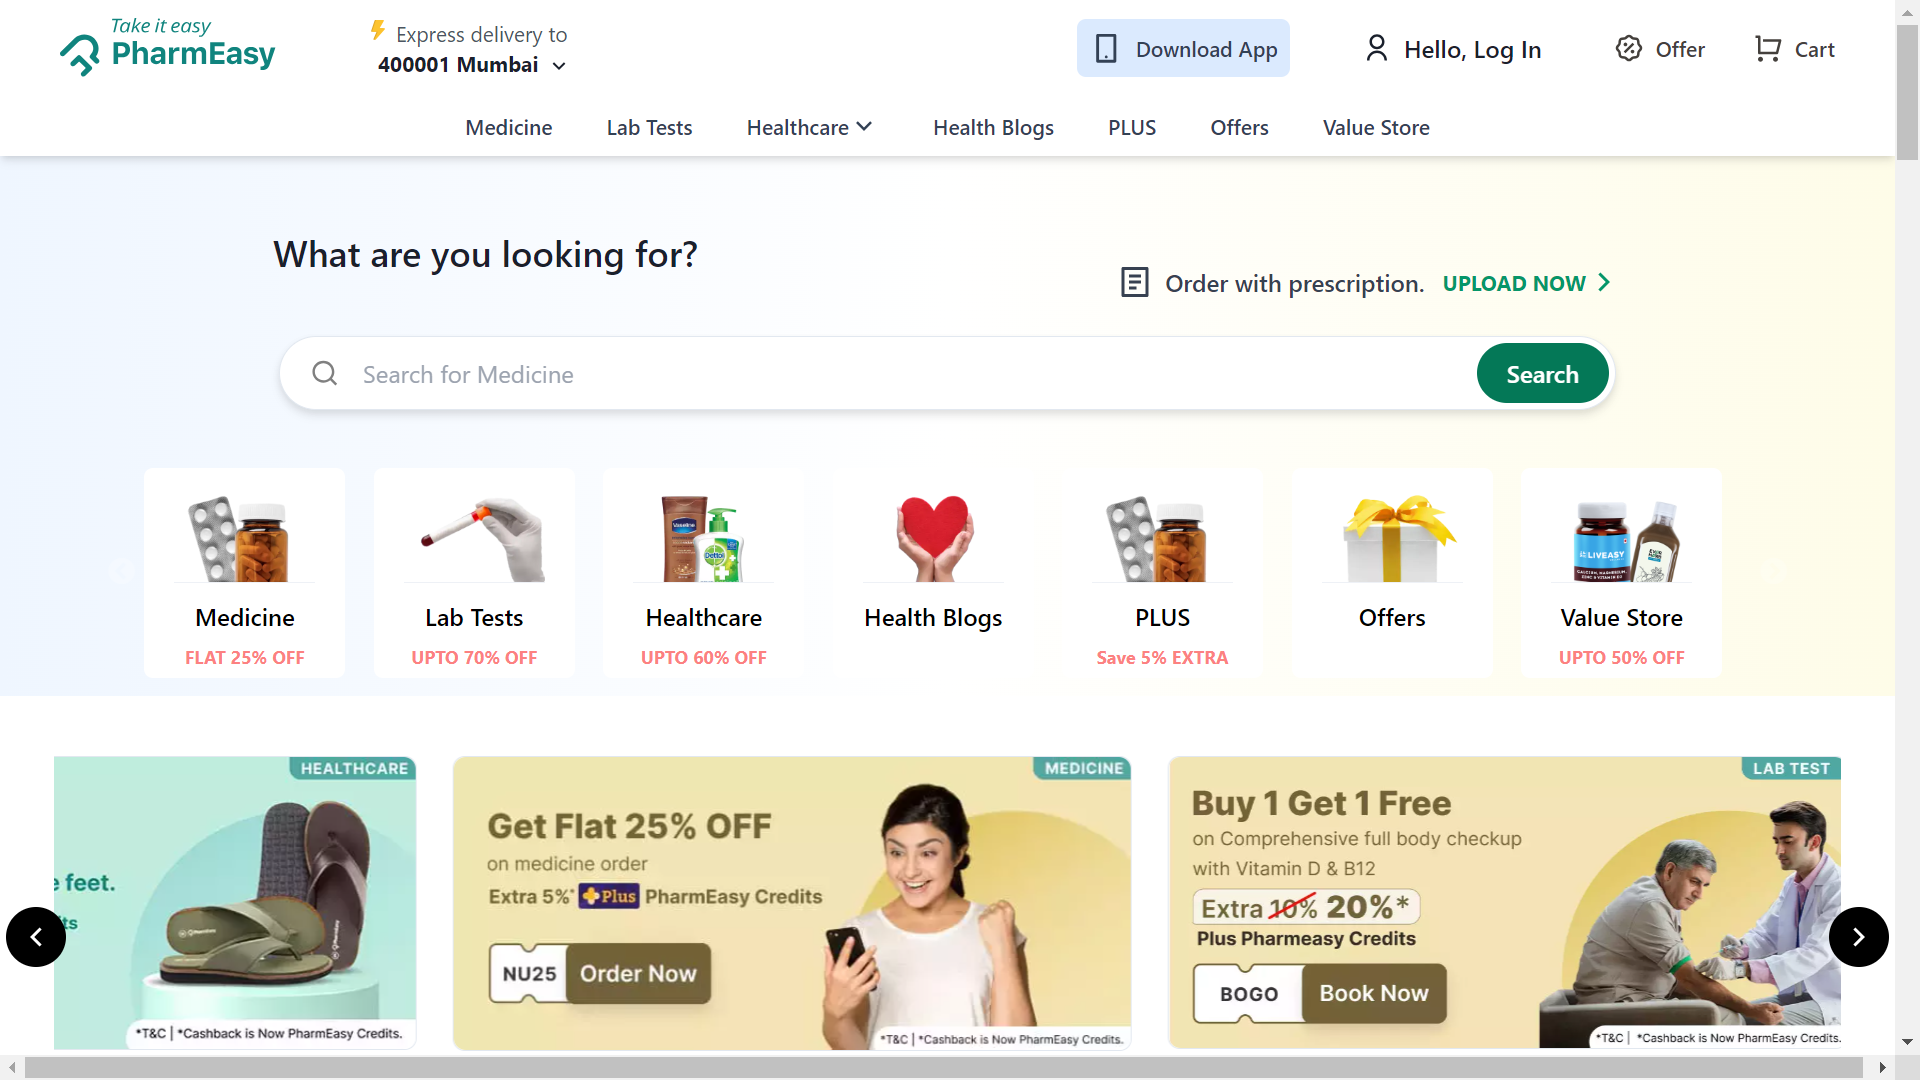 Take it easy
PharmEasy
Express delivery to
400001 Mumbai
Download App
Hello, Log In
Offer
Cart
Medicine
Lab Tests
Healthcare
Health Blogs
PLUS
Offers
Value Store
What are you looking for?
Order with prescription. UPLOAD NOW
Search for Medicine
Search
Medicine
FLAT 25% OFF
Lab Tests
UPTO 70% OFF
Vaseline
Dettol
Healthcare
UPTO 60% OFF
Health Blogs
PLUS
Save 5% EXTRA
Offers
LIVEASY
Value Store
UPTO 50% OFF
HEALTHCARE
feet.
ts
*T&C | *Cashback is Now PharmEasy Credits.
MEDICINE
Get Flat 25% OFF
on medicine order
Extra 5%* Plus PharmEasy Credits
NU25 Order Now
*T&C | *Cashback is Now PharmEasy Credits.
LAB TEST
Buy 1 Get 1 Free
on Comprehensive full body checkup
with Vitamin D & B12
Extra 10% 20%*
Plus Pharmeasy Credits
BOGO Book Now
*T&C | *Cashback is Now PharmEasy Credits.